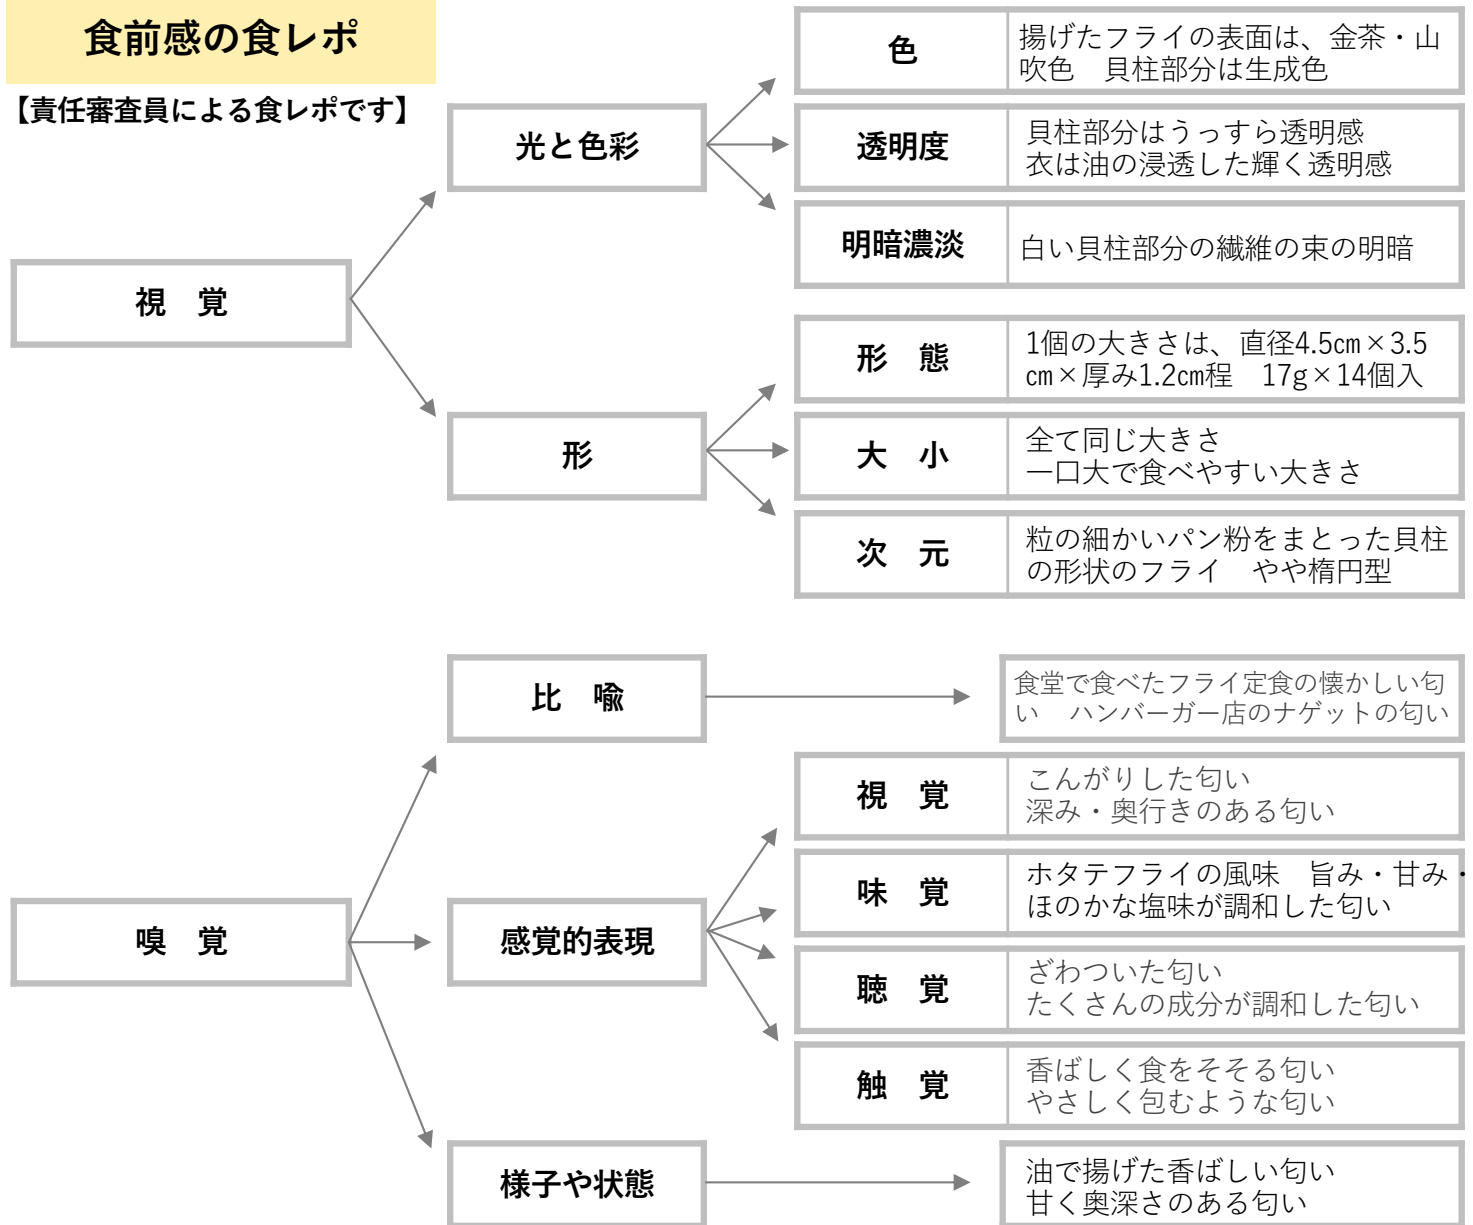 食前感の食レポ
【責任審査員による食レポです】
視　覚
光と色彩
色
揚げたフライの表面は、金茶・山
吹色　貝柱部分は生成色
透明度
貝柱部分はうっすら透明感
衣は油の浸透した輝く透明感
明暗濃淡
白い貝柱部分の繊維の束の明暗
形
形　態
1個の大きさは、直径4.5㎝×3.5
㎝×厚み1.2㎝程　17g×14個入
大　小
全て同じ大きさ
一口大で食べやすい大きさ
次　元
粒の細かいパン粉をまとった貝柱
の形状のフライ　やや楕円型
嗅　覚
比　喩
食堂で食べたフライ定食の懐かしい匂
い　ハンバーガー店のナゲットの匂い
感覚的表現
視　覚
こんがりした匂い
深み・奥行きのある匂い
味　覚
ホタテフライの風味　旨み・甘み・
ほのかな塩味が調和した匂い
聴　覚
ざわついた匂い
たくさんの成分が調和した匂い
触　覚
香ばしく食をそそる匂い
やさしく包むような匂い
様子や状態
油で揚げた香ばしい匂い
甘く奥深さのある匂い